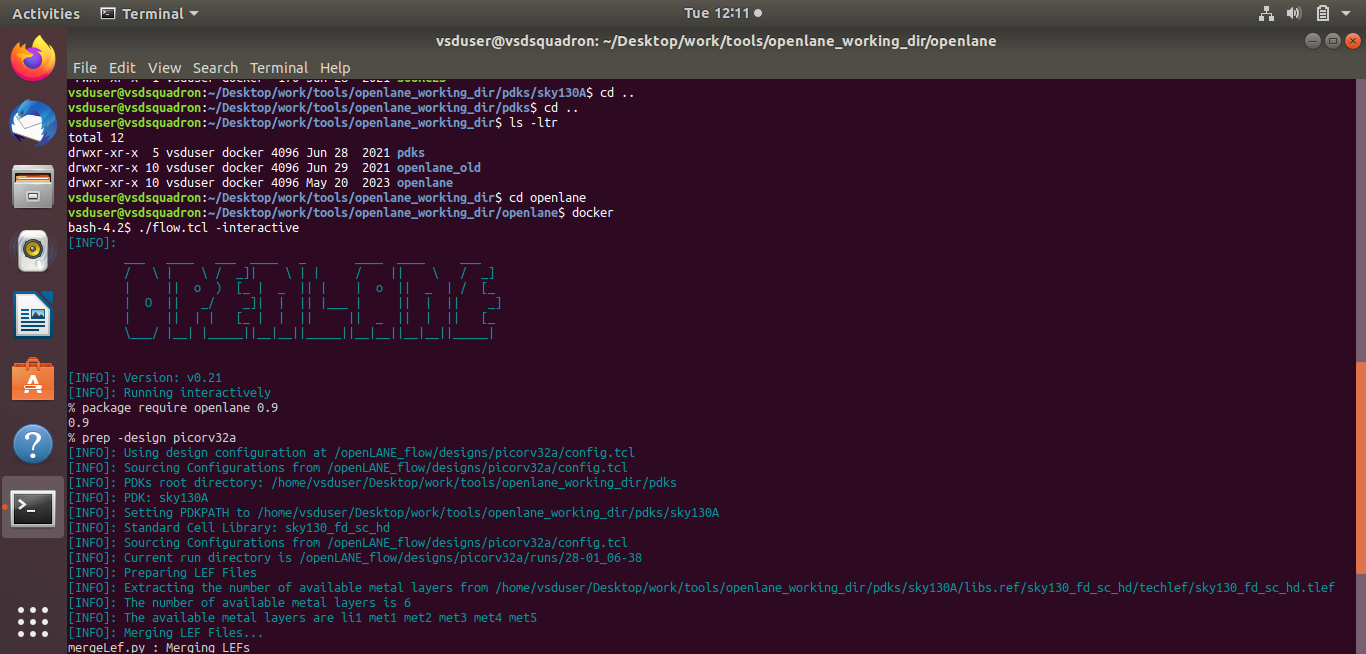 Activities Terminal Tue 12:11
vsduser@vsdsquadron: ~/Desktop/work/tools/openlane_working_dir/openlane
File Edit View Search Terminal Help
vsduser@vsdsquadron:~/Desktop/work/tools/openlane_working_dir/pdks/sky130A$ cd ..
vsduser@vsdsquadron:~/Desktop/work/tools/openlane_working_dir/pdks$ cd ..
vsduser@vsdsquadron:~/Desktop/work/tools/openlane_working_dir$ ls -ltr
total 12
drwxr-xr-x  5 vsduser docker 4096 Jun 28  2021 pdks
drwxr-xr-x 10 vsduser docker 4096 Jun 29  2021 openlane_old
drwxr-xr-x 10 vsduser docker 4096 May 20  2023 openlane
vsduser@vsdsquadron:~/Desktop/work/tools/openlane_working_dir$ cd openlane
vsduser@vsdsquadron:~/Desktop/work/tools/openlane_working_dir/openlane$ docker
bash-4.2$ ./flow.tcl -interactive
[INFO]:
OPENLANE
[INFO]: Version: v0.21
[INFO]: Running interactively
% package require openlane 0.9
0.9
% prep -design picorv32a
[INFO]: Using design configuration at /openLANE_flow/designs/picorv32a/config.tcl
[INFO]: Sourcing Configurations from /openLANE_flow/designs/picorv32a/config.tcl
[INFO]: PDKs root directory: /home/vsduser/Desktop/work/tools/openlane_working_dir/pdks
[INFO]: PDK: sky130A
[INFO]: Setting PDKPATH to /home/vsduser/Desktop/work/tools/openlane_working_dir/pdks/sky130A
[INFO]: Standard Cell Library: sky130_fd_sc_hd
[INFO]: Sourcing Configurations from /openLANE_flow/designs/picorv32a/config.tcl
[INFO]: Current run directory is /openLANE_flow/designs/picorv32a/runs/28-01_06-38
[INFO]: Preparing LEF Files
[INFO]: Extracting the number of available metal layers from /home/vsduser/Desktop/work/tools/openlane_working_dir/pdks/sky130A/libs.ref/sky130_fd_sc_hd/techlef/sky130_fd_sc_hd.tlef
[INFO]: The number of available metal layers is 6
[INFO]: The available metal layers are li1 met1 met2 met3 met4 met5
[INFO]: Merging LEF Files...
mergeLef.py : Merging LEFs